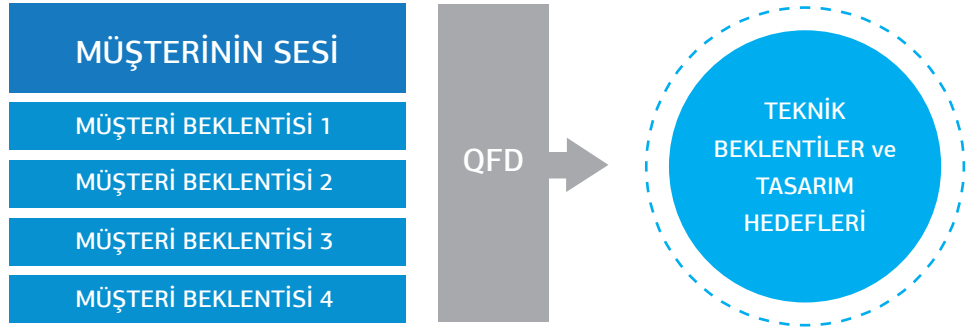 MÜŞTERİNİN SESİ
MÜŞTERİ BEKLENTİSİ 1
MÜŞTERİ BEKLENTİSİ 2
MÜŞTERİ BEKLENTİSİ 3
MÜŞTERİ BEKLENTİSİ 4
QFD
TEKNİK
BEKLENTİLER ve
TASARIM
HEDEFLERİ